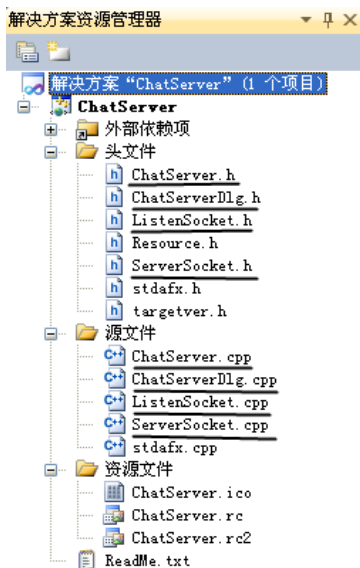 解决方案资源管理器
解决方案“ChatServer”(1 个项目)
ChatServer
外部依赖项
头文件
ChatServer.h
ChatServerDlg.h
ListenSocket.h
Resource.h
ServerSocket.h
stdafx.h
targetver.h
源文件
ChatServer.cpp
ChatServerDlg.cpp
ListenSocket.cpp
ServerSocket.cpp
stdafx.cpp
资源文件
ChatServer.ico
ChatServer.rc
ChatServer.rc2
ReadMe.txt